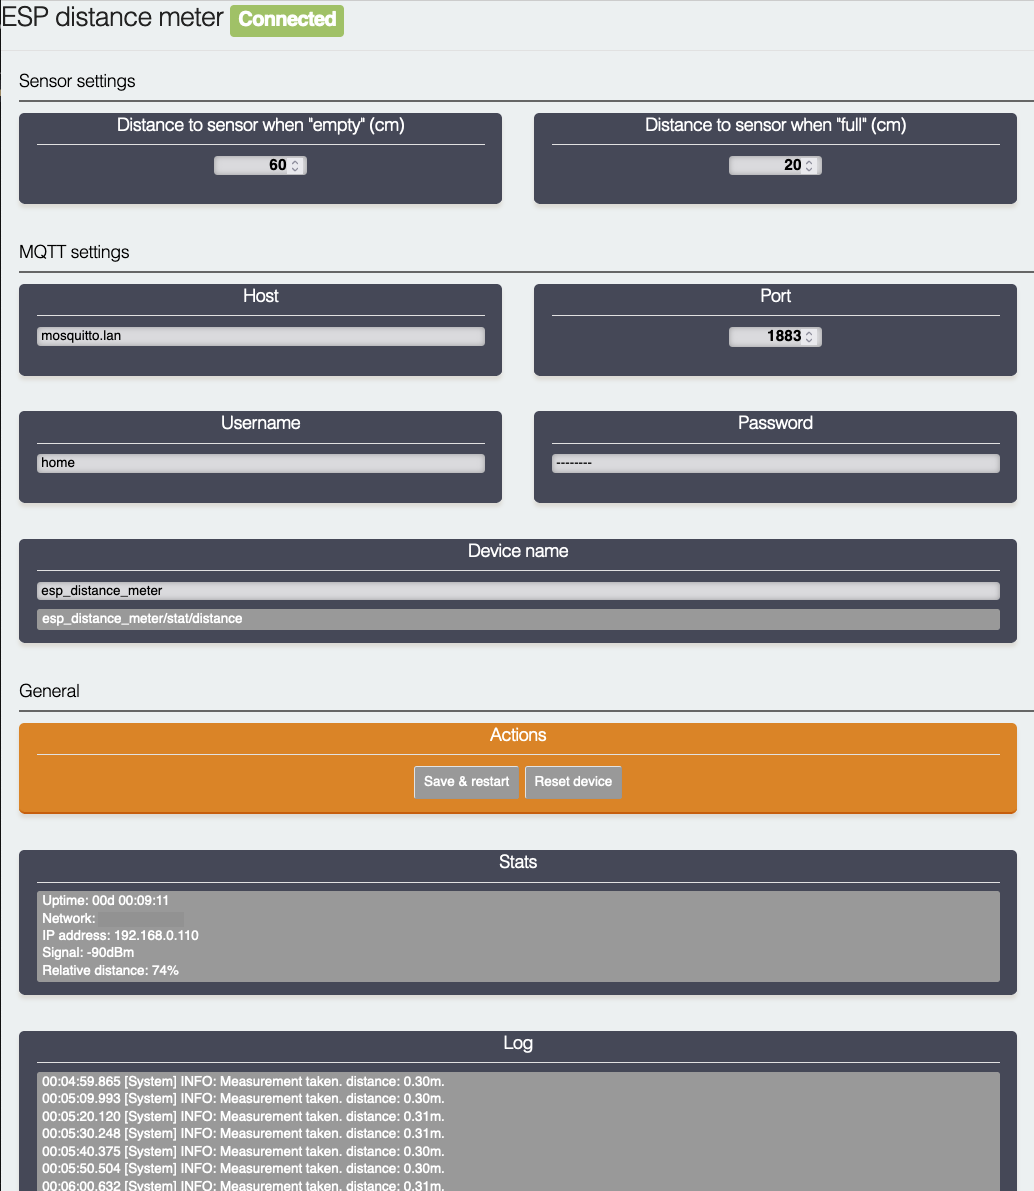 ESP distance meter Connected
Sensor settings
Distance to sensor when "empty" (cm)
60
Distance to sensor when "full" (cm)
20
MQTT settings
Host
mosquitto.lan
Port
1883
Username
home
Password
--------
Device name
esp_distance_meter
esp_distance_meter/stat/distance
General
Actions
Save & restart
Reset device
Stats
Uptime: 00d 00:09:11
Network:
IP address: 192.168.0.110
Signal: -90dBm
Relative distance: 74%
Log
00:04:59.865 [System] INFO: Measurement taken. distance: 0.30m.
00:05:09.993 [System] INFO: Measurement taken. distance: 0.30m.
00:05:20.120 [System] INFO: Measurement taken. distance: 0.31m.
00:05:30.248 [System] INFO: Measurement taken. distance: 0.31m.
00:05:40.375 [System] INFO: Measurement taken. distance: 0.30m.
00:05:50.504 [System] INFO: Measurement taken. distance: 0.30m.
00:06:00.632 [System] INFO: Measurement taken. distance: 0.31m.